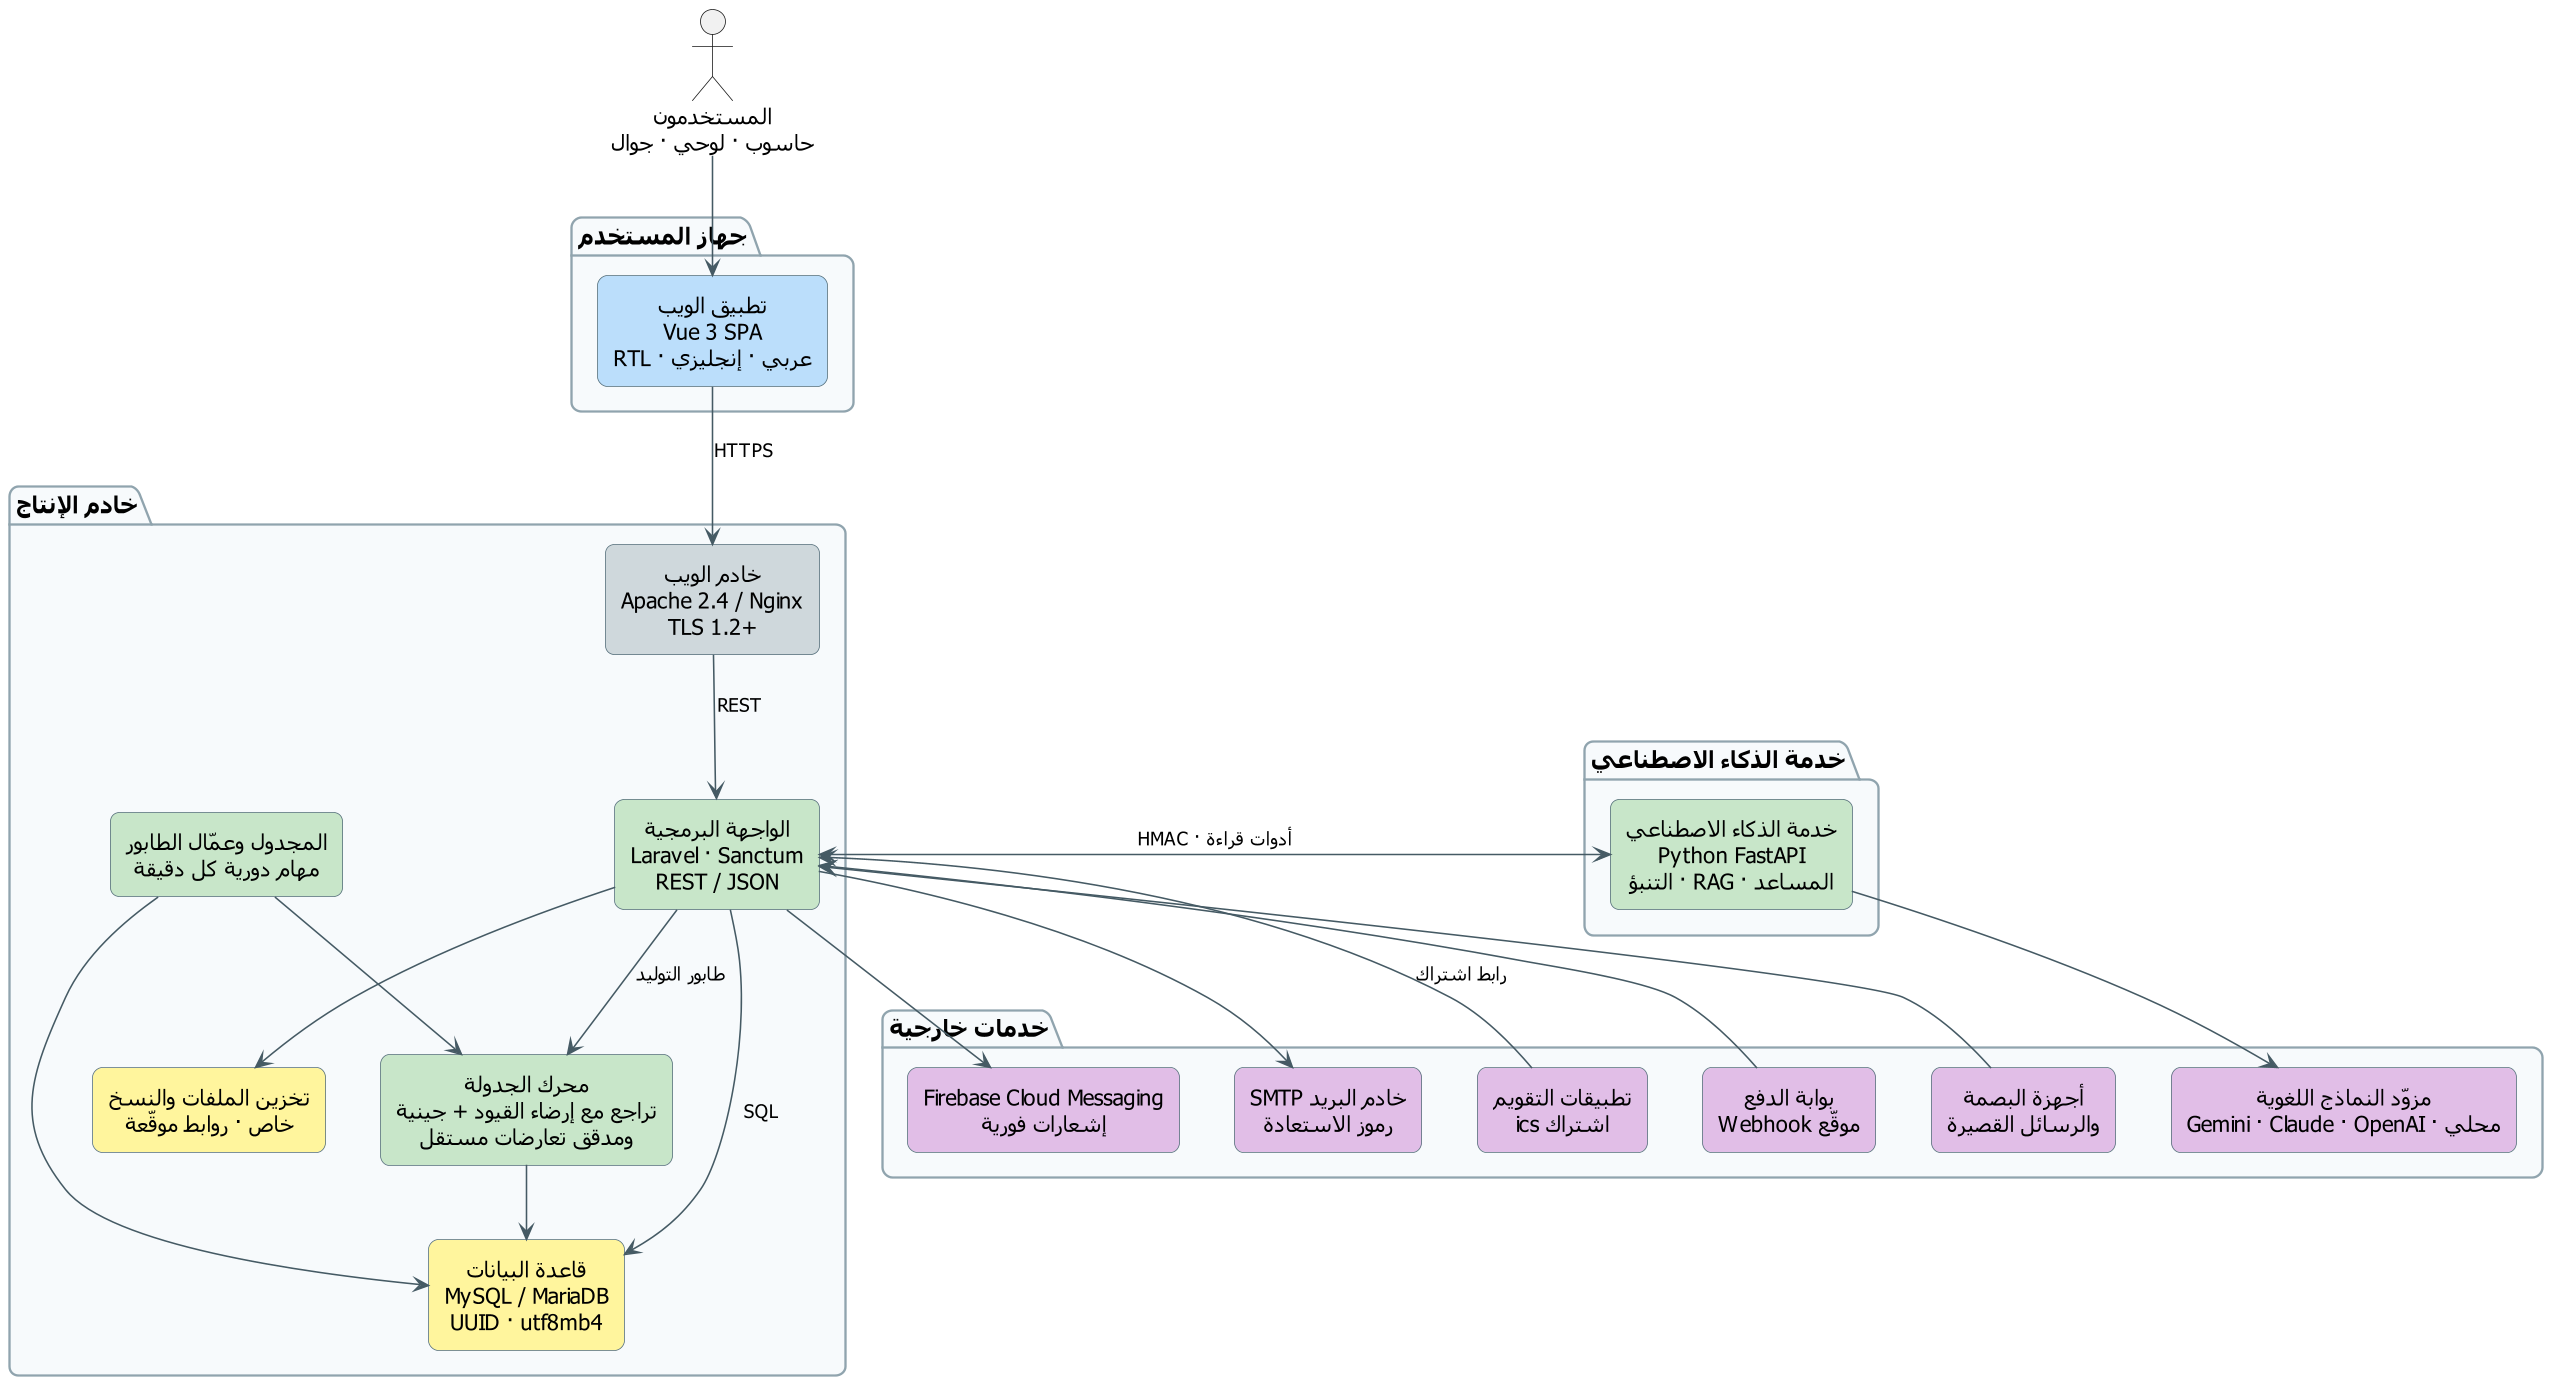 المستخدمون
حاسوب · لوحي · جوال
جهاز المستخدم
تطبيق الويب
Vue 3 SPA
عربي · إنجليزي · RTL
HTTPS
خادم الإنتاج
خادم الويب
Apache 2.4 / Nginx
TLS 1.2+
REST
خدمة الذكاء الاصطناعي
خدمة الذكاء الاصطناعي
Python FastAPI
المساعد · RAG · التنبؤ
أدوات قراءة · HMAC
الواجهة البرمجية
Laravel · Sanctum
REST / JSON
المجدول وعمّال الطابور
مهام دورية كل دقيقة
طابور التوليد
رابط اشتراك
SQL
خدمات خارجية
مزوّد النماذج اللغوية
Gemini · Claude · OpenAI · محلي
أجهزة البصمة
والرسائل القصيرة
بوابة الدفع
Webhook موقّع
تطبيقات التقويم
اشتراك ics
خادم البريد SMTP
رموز الاستعادة
Firebase Cloud Messaging
إشعارات فورية
محرك الجدولة
تراجع مع إرضاء القيود + جينية
ومدقق تعارضات مستقل
تخزين الملفات والنسخ
خاص · روابط موقّعة
قاعدة البيانات
MySQL / MariaDB
UUID · utf8mb4